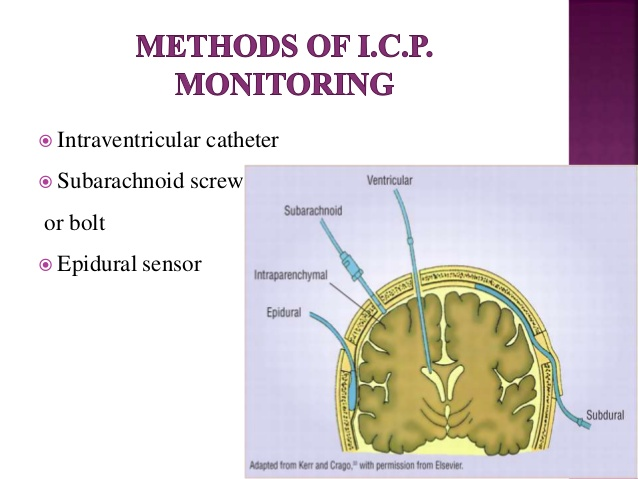 METHODS OF I.C.P.
MONITORING
Intraventricular catheter
Subarachnoid screw
or bolt
Epidural sensor
Ventricular
Subarachnoid
Intraparenchymal
Epidural
Subdural
Adapted from Kerr and Crago, with permission from Elsevier.